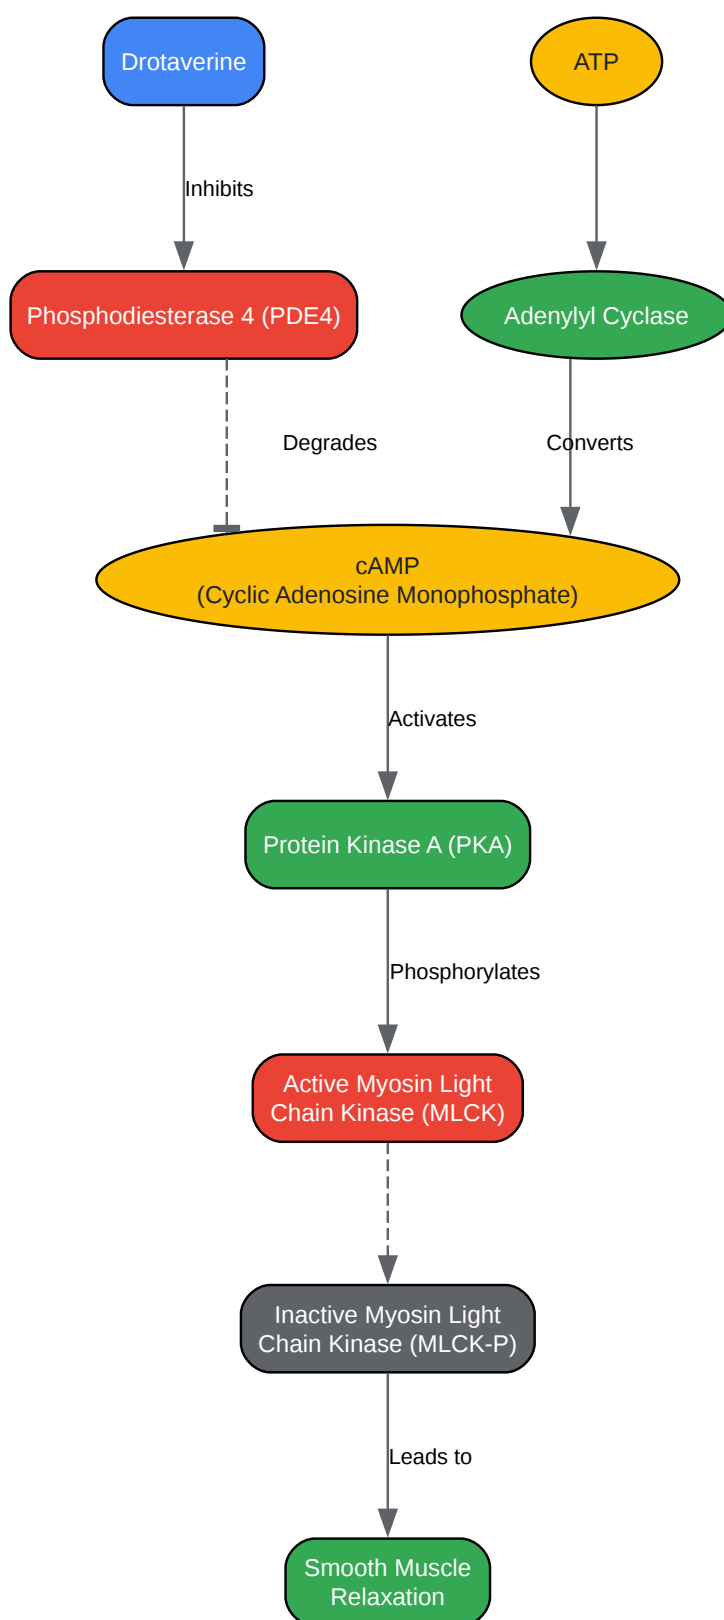 Drotaverine
ATP
Inhibits
Phosphodiesterase 4 (PDE4)
Adenylyl Cyclase
Degrades
Converts
cAMP
(Cyclic Adenosine Monophosphate)
Activates
Protein Kinase A (PKA)
Phosphorylates
Active Myosin Light
Chain Kinase (MLCK)
Inactive Myosin Light
Chain Kinase (MLCK-P)
Leads to
Smooth Muscle
Relaxation